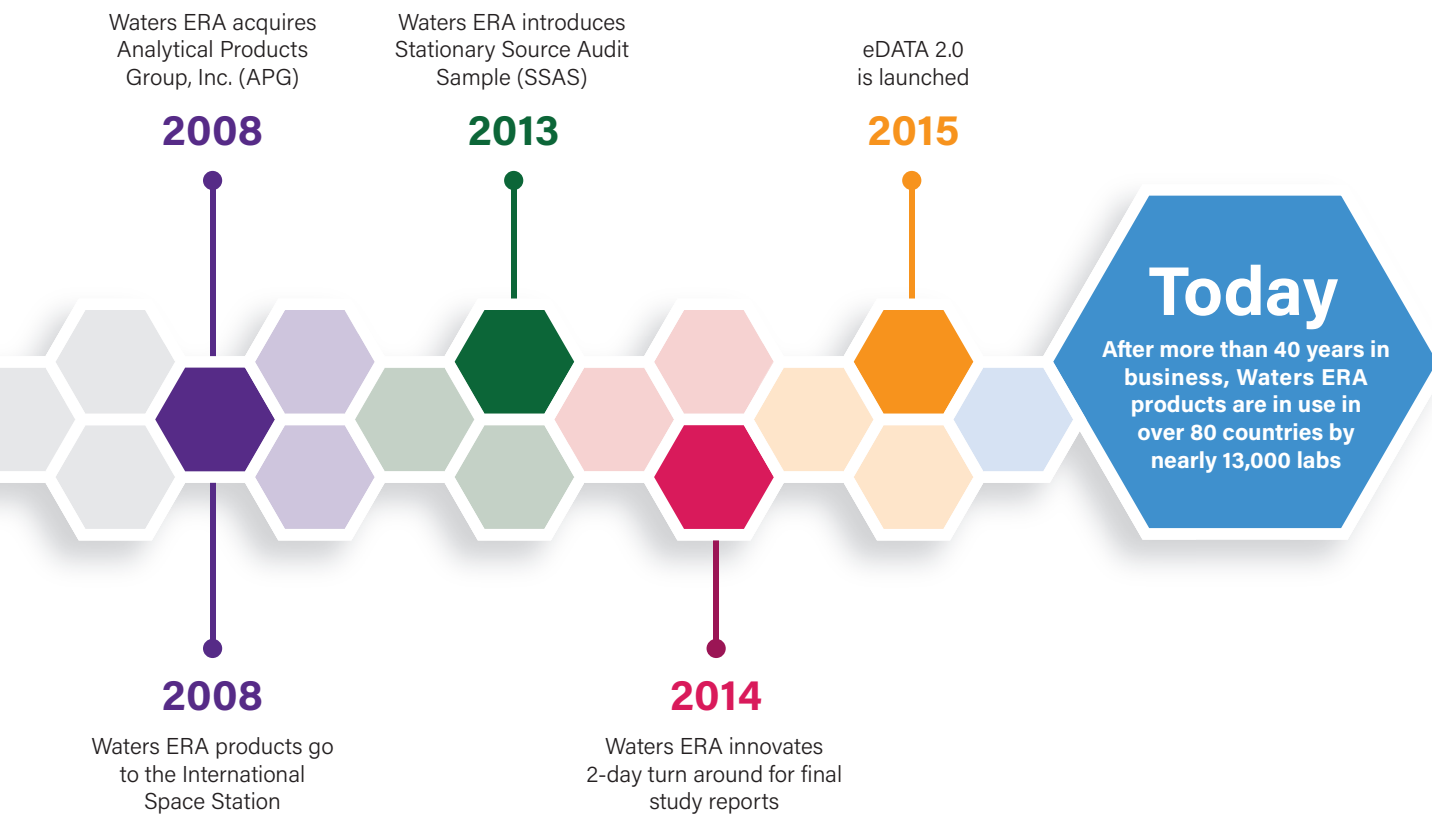 Waters ERA acquires
Analytical Products
Group, Inc. (APG)
2008
Waters ERA introduces
Stationary Source Audit
Sample (SSAS)
2013
eDATA 2.0
is launched
2015
Today
After more than 40 years in
business, Waters ERA
products are in use in
over 80 countries by
nearly 13,000 labs
2008
Waters ERA products go
to the International
Space Station
2014
Waters ERA innovates
2-day turn around for final
study reports